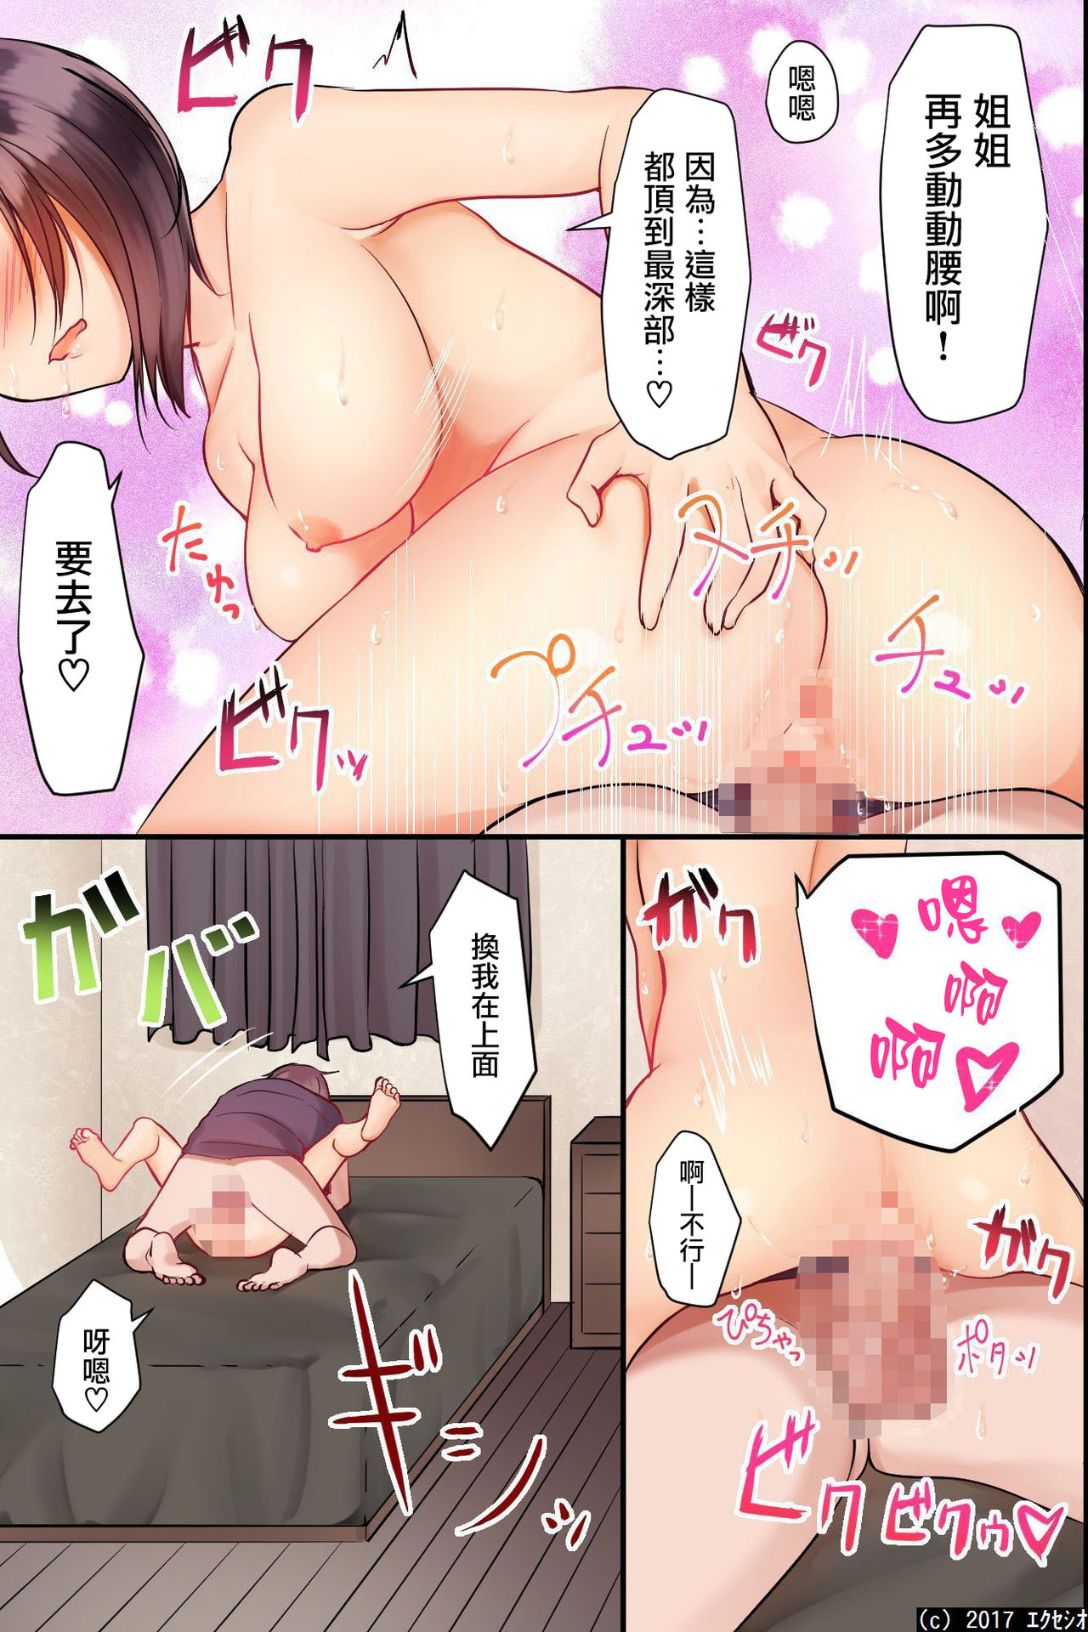 姐姐
再多動動腰啊！
嗯嗯
因為…這樣
都頂到最深部…♡
要去了♡
ビク
ビク
たゆっ
ヌチッ
チュッ
プチュッ
ビクッ
嗯♡
啊
啊♡
ガク
啊ー不行ー
ガク
ぴちゃっ
ポタッ
ビクビクゥ♡
換我在上面
ガバッ
呀嗯♡
ギシッ
(c) 2017 エクセシオ